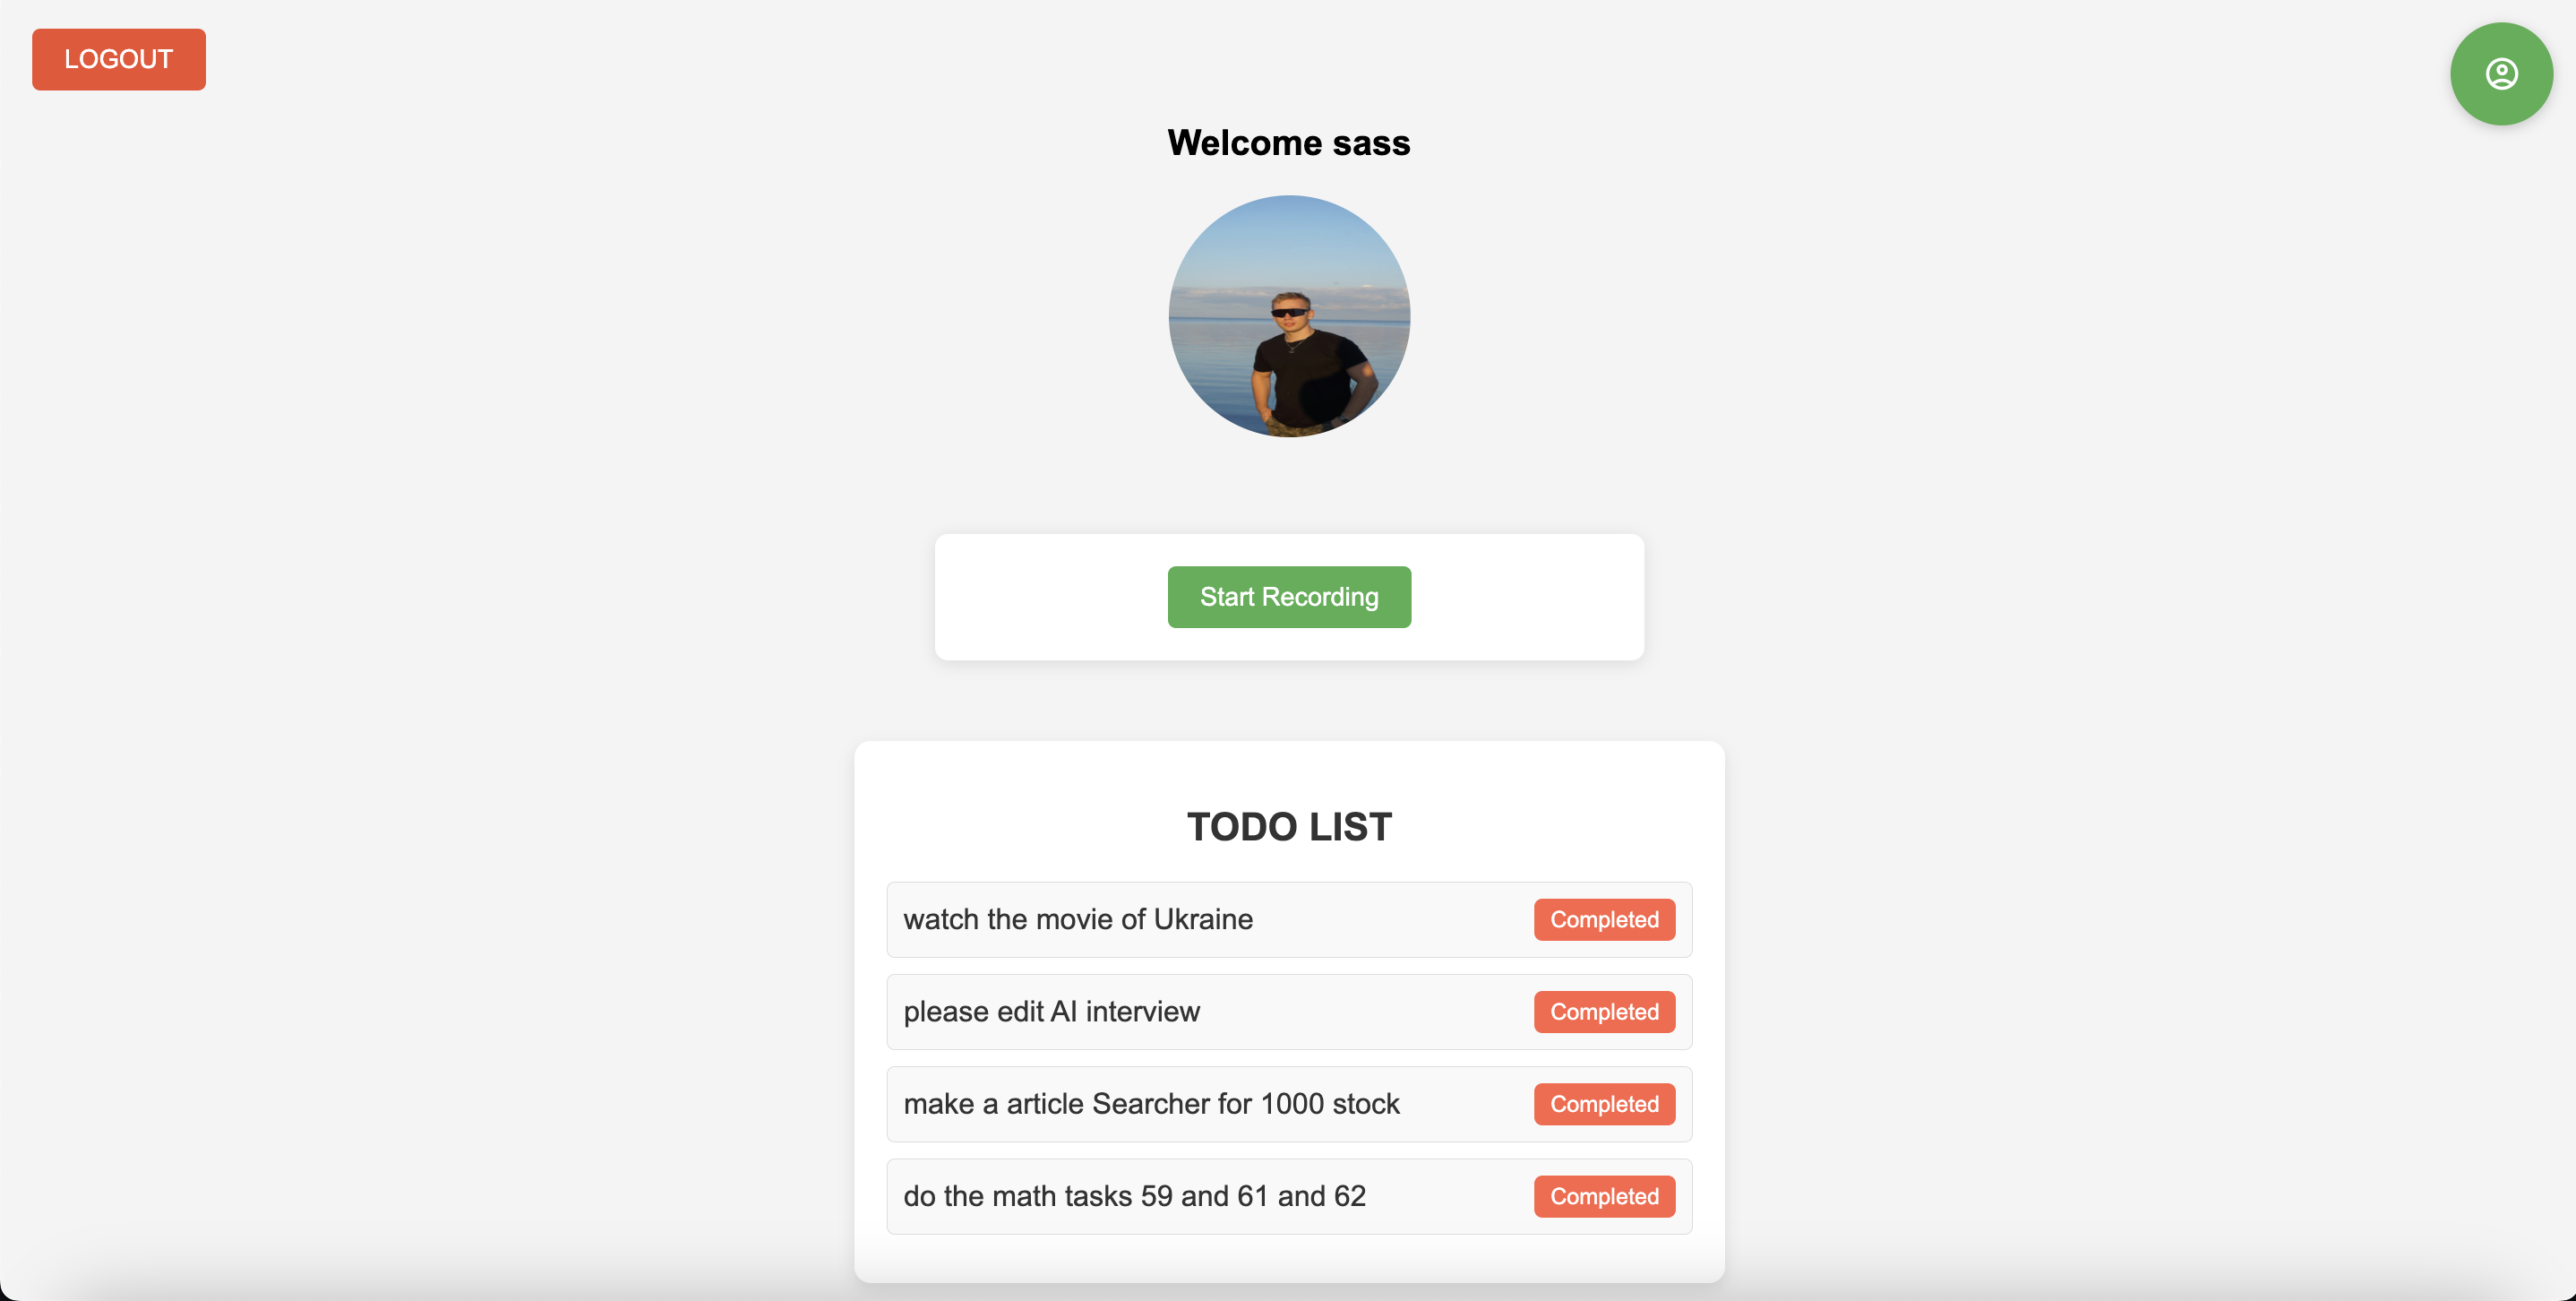 LOGOUT
Welcome sass
Start Recording
TODO LIST
watch the movie of Ukraine
Completed
please edit AI interview
Completed
make a article Searcher for 1000 stock
Completed
do the math tasks 59 and 61 and 62
Completed